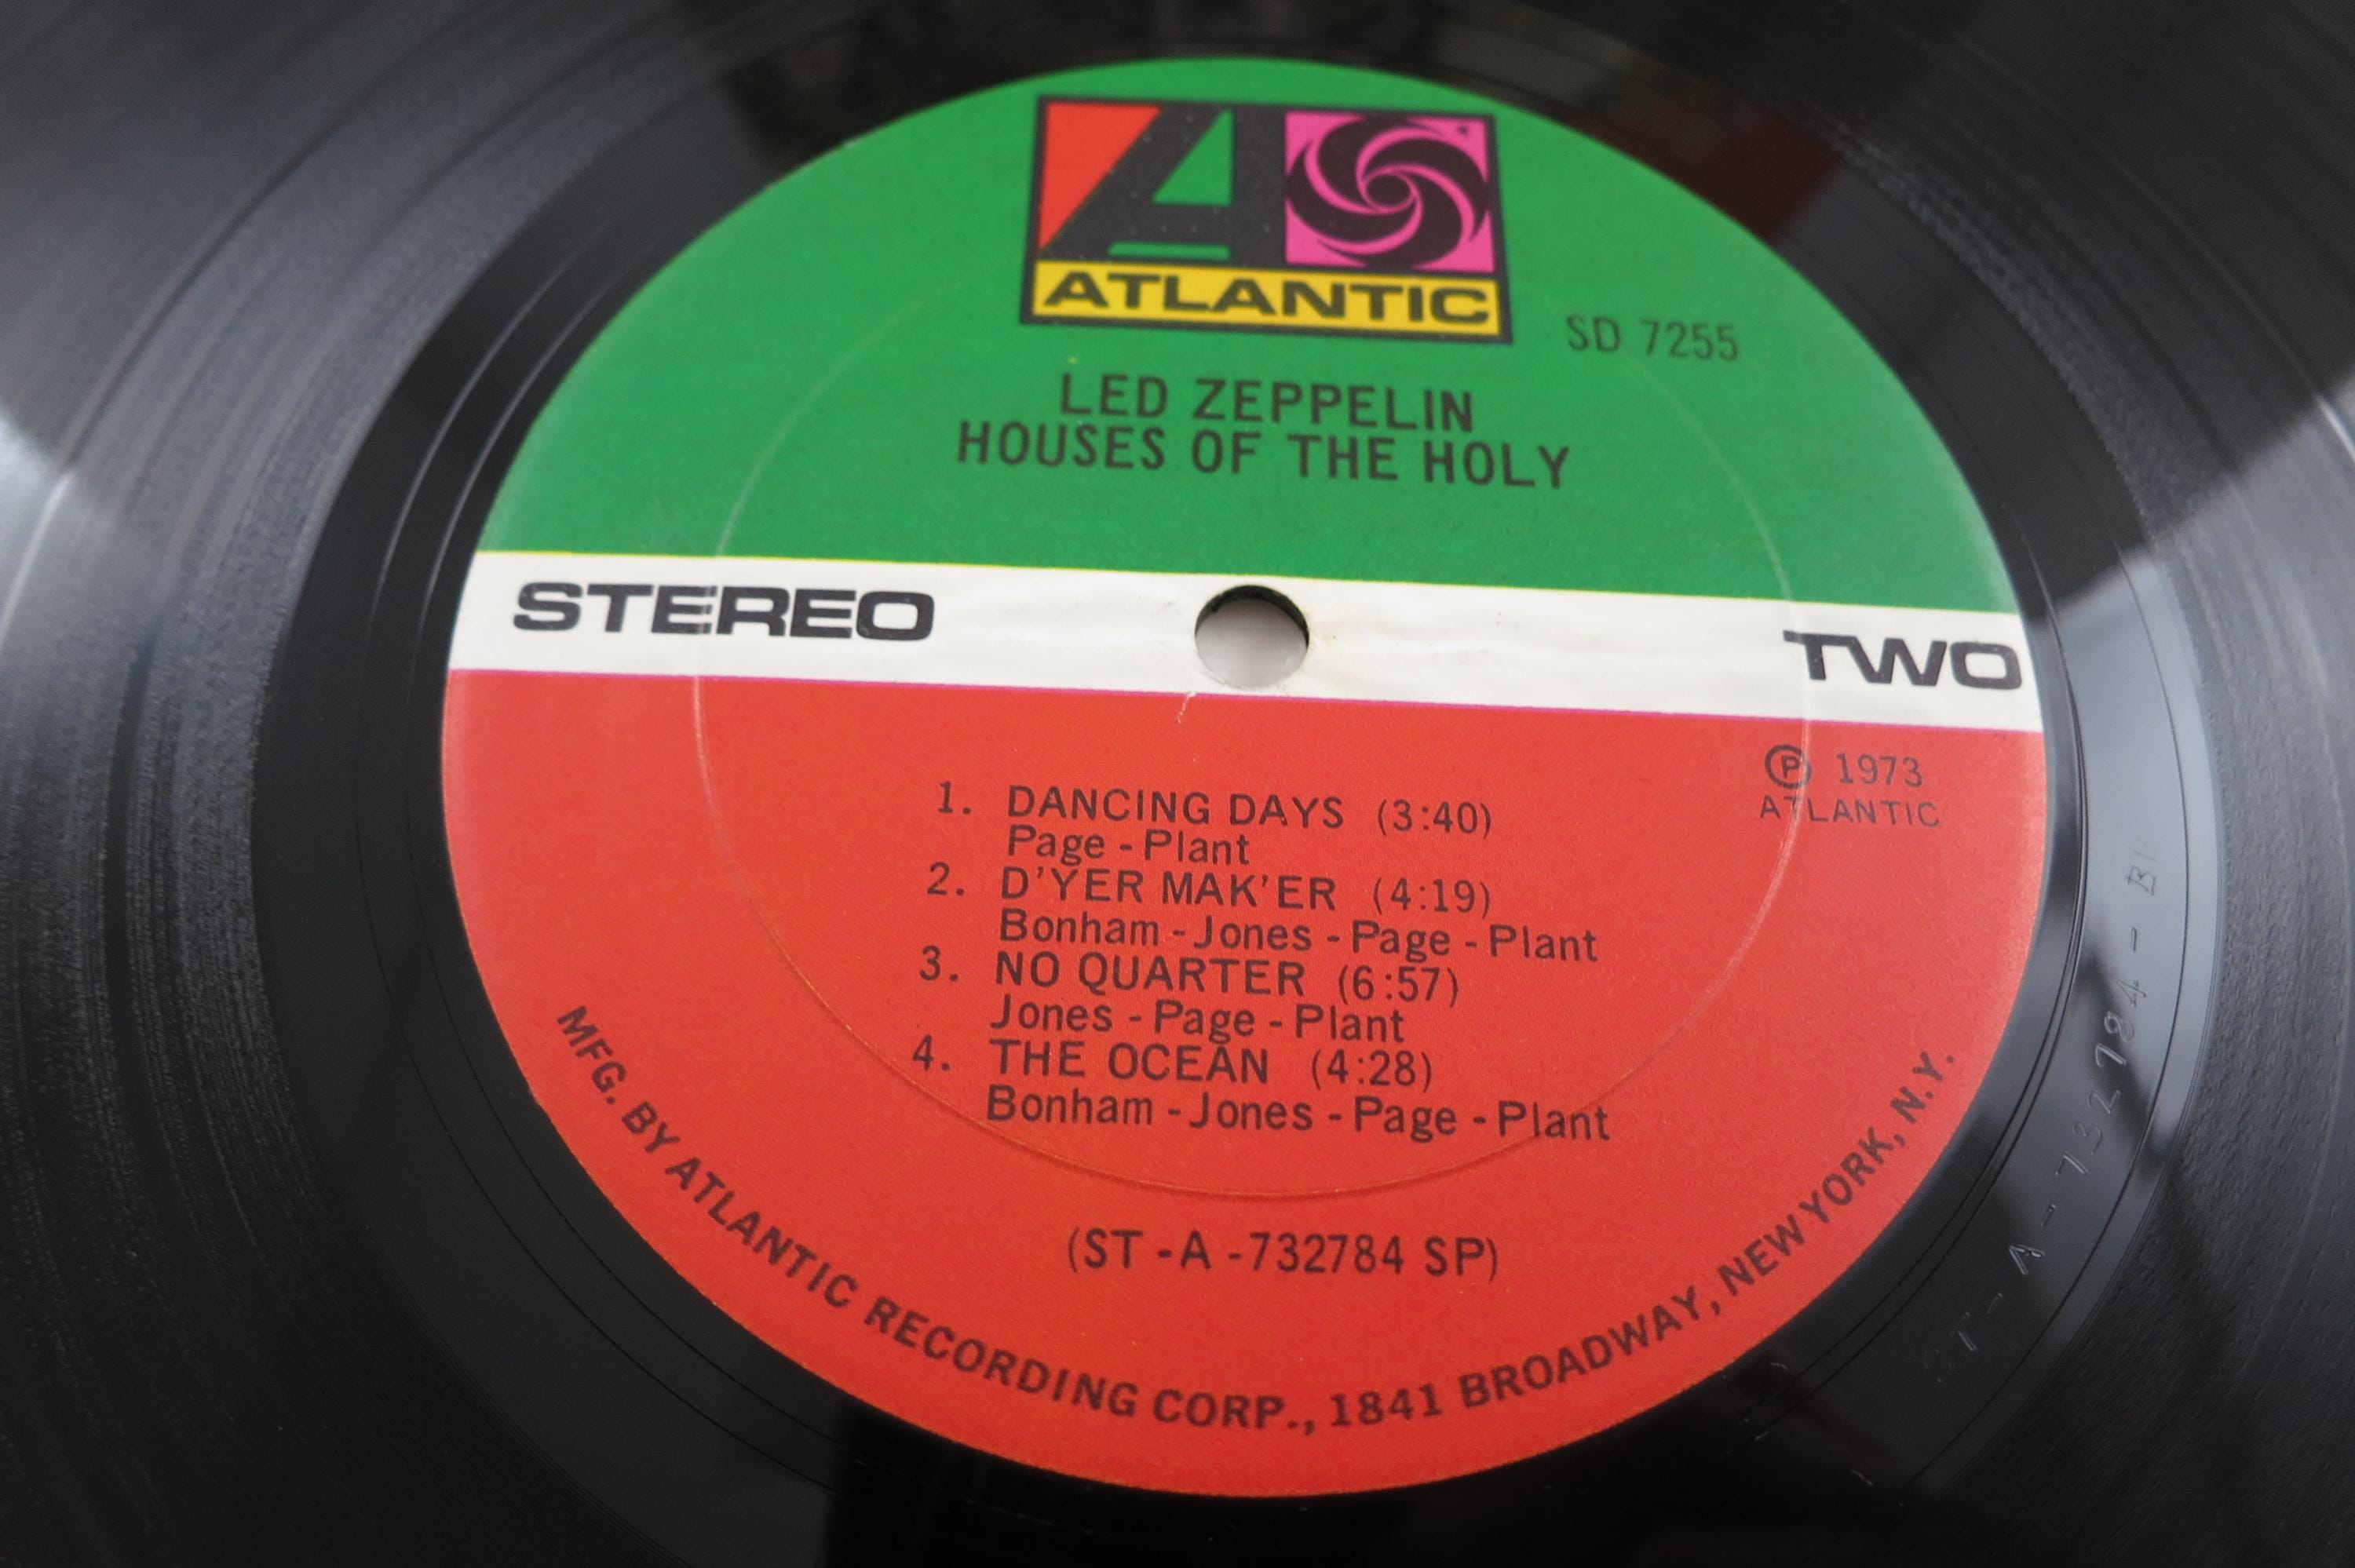 ATLANTIC
SD 7255
LED ZEPPELIN
HOUSES OF THE HOLY
STEREO
TWO
Ⓟ 1973
ATLANTIC
1. DANCING DAYS (3:40)
Page - Plant
2. D'YER MAK'ER (4:19)
Bonham - Jones - Page - Plant
3. NO QUARTER (6:57)
Jones - Page - Plant
4. THE OCEAN (4:28)
Bonham - Jones - Page - Plant
(ST - A - 732784 SP)
MFG. BY ATLANTIC RECORDING CORP., 1841 BROADWAY, NEW YORK, N.Y.
ST - A - 732784 -